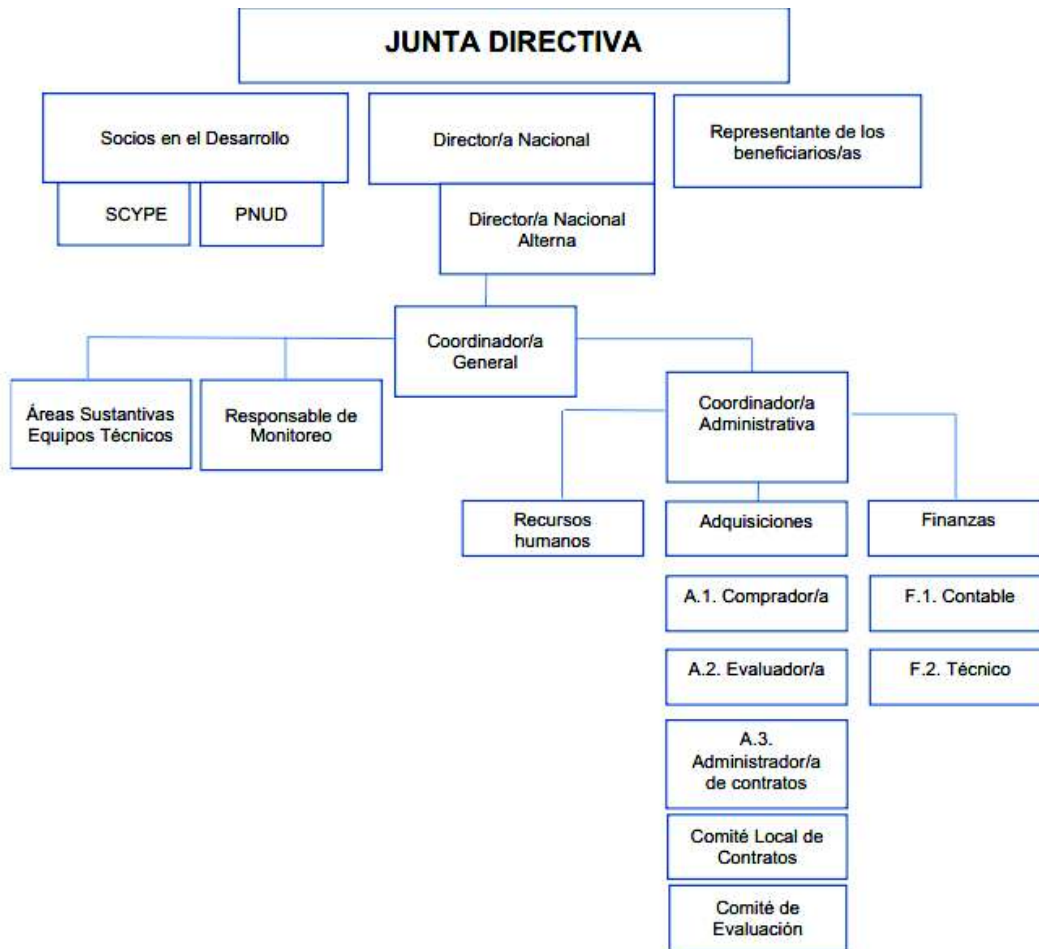 JUNTA DIRECTIVA
Socios en el Desarrollo
Director/a Nacional
Representante de los
beneficiarios/as
SCYPE
PNUD
Director/a Nacional
Alterna
Coordinador/a
General
Áreas Sustantivas
Equipos Técnicos
Responsable de
Monitoreo
Coordinador/a
Administrativa
Recursos
humanos
Adquisiciones
Finanzas
A.1. Comprador/a
F.1. Contable
A.2. Evaluador/a
F.2. Técnico
A.3.
Administrador/a
de contratos
Comité Local de
Contratos
Comité de
Evaluación